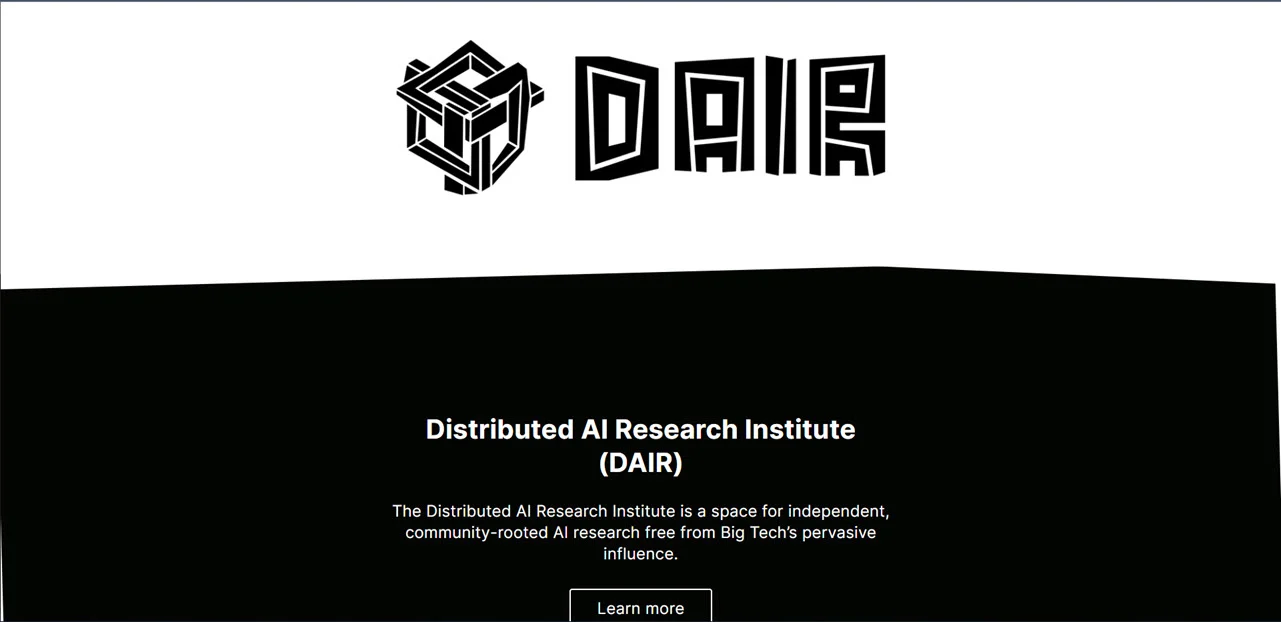 DAIR
Distributed AI Research Institute
(DAIR)
The Distributed AI Research Institute is a space for independent,
community-rooted AI research free from Big Tech’s pervasive
influence.
Learn more